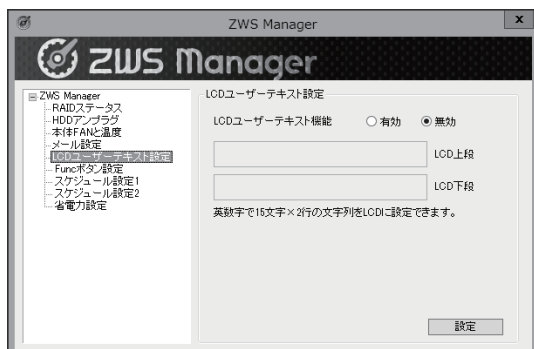 ZWS Manager
x
ZWS Manager
ZWS Manager
RAIDステータス
HDDアンプラグ
本体FANと温度
メール設定
LCDユーザーテキスト設定
Funcボタン設定
スケジュール設定1
スケジュール設定2
省電力設定
LCDユーザーテキスト設定
LCDユーザーテキスト機能 有効 無効
LCD上段
LCD下段
英数字で15文字×2行の文字列をLCDに設定できます。
設定